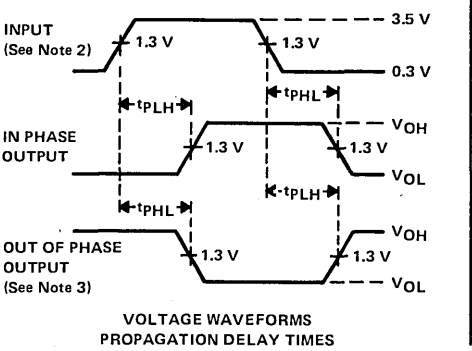 INPUT
(See Note 2)
1.3 V
1.3 V
3.5 V
0.3 V
tPLH
tPHL
IN PHASE
OUTPUT
1.3 V
1.3 V
VOH
VOL
tPHL
tPLH
OUT OF PHASE
OUTPUT
(See Note 3)
1.3 V
1.3 V
VOH
VOL
VOLTAGE WAVEFORMS
PROPAGATION DELAY TIMES